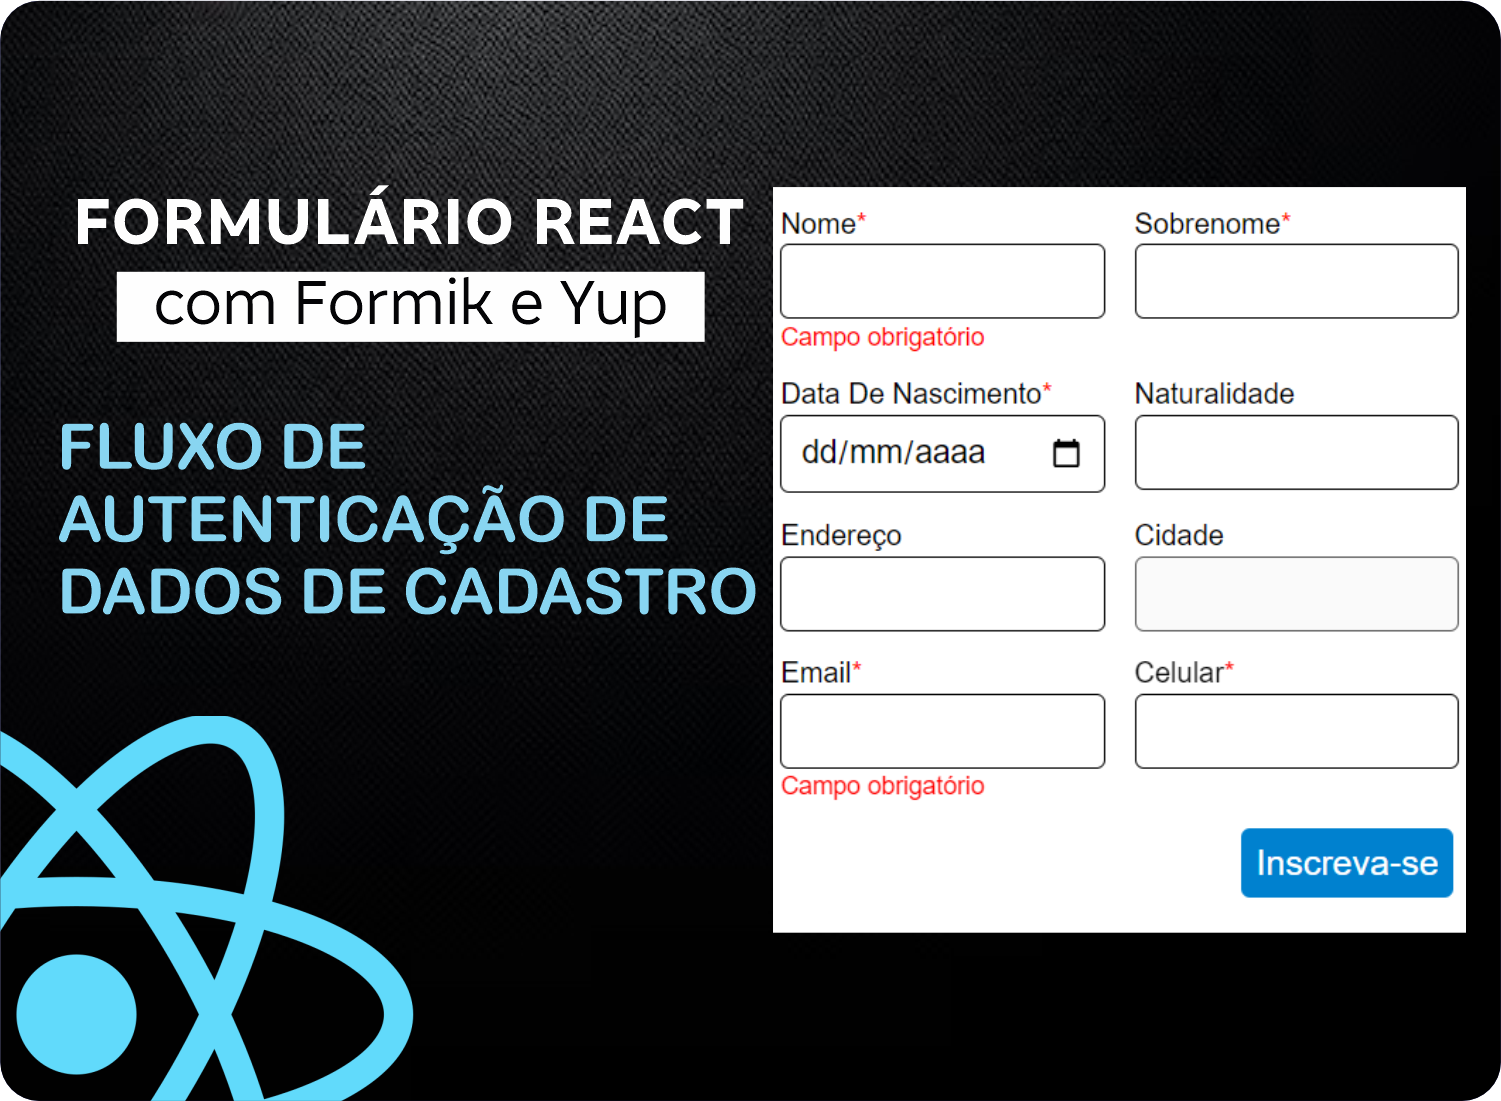 FORMULÁRIO REACT
com Formik e Yup
FLUXO DE
AUTENTICAÇÃO DE
DADOS DE CADASTRO
Nome* Sobrenome*
Campo obrigatório
Data De Nascimento* Naturalidade
dd/mm/aaaa
Endereço Cidade
Email* Celular*
Campo obrigatório
Inscreva-se